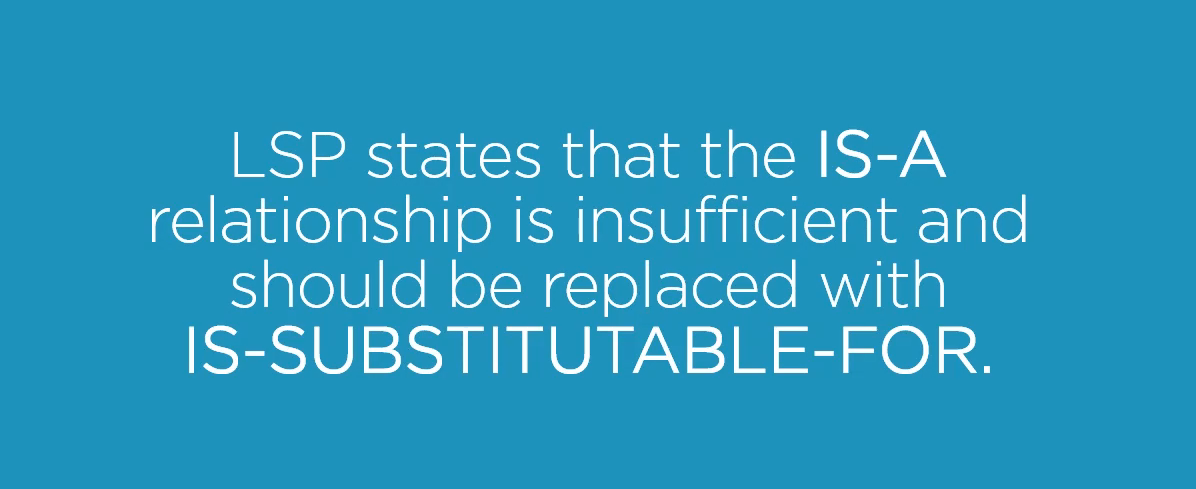 LSP states that the IS-A
relationship is insufficient and
should be replaced with
IS-SUBSTITUTABLE-FOR.